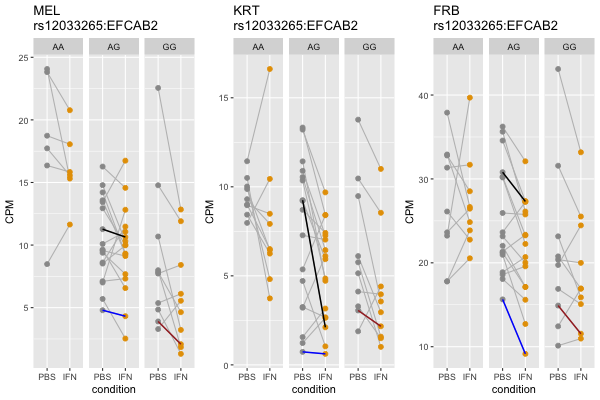 MEL
rs12033265:EFCAB2
AA AG GG
CPM
25
20
15
10
5
PBS IFN PBS IFN PBS IFN
condition
KRT
rs12033265:EFCAB2
AA AG GG
CPM
15
10
5
0
PBS IFN PBS IFN PBS IFN
condition
FRB
rs12033265:EFCAB2
AA AG GG
CPM
40
30
20
10
PBS IFN PBS IFN PBS IFN
condition